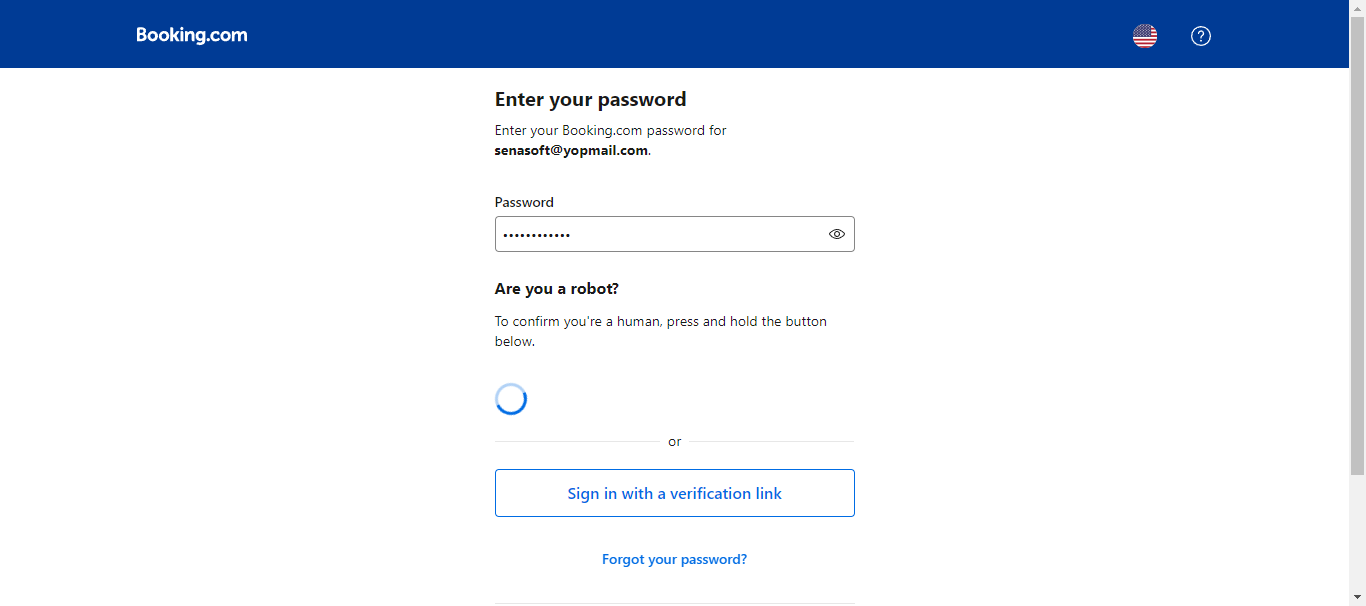 Booking.com
?
Enter your password
Enter your Booking.com password for
senasoft@yopmail.com.
Password
••••••••••••
Are you a robot?
To confirm you're a human, press and hold the button
below.
or
Sign in with a verification link
Forgot your password?